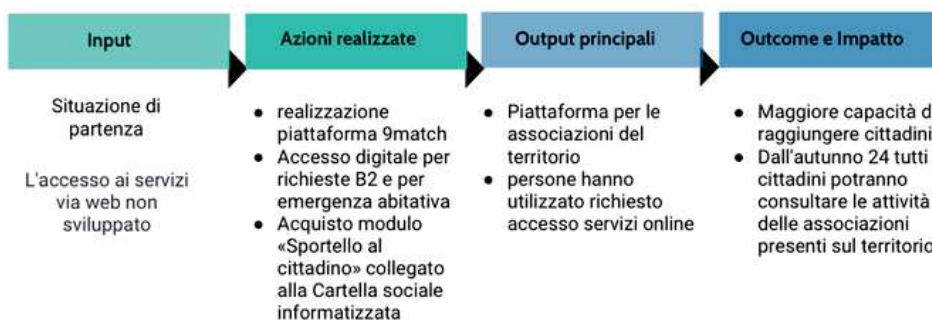 Input
Azioni realizzate
Output principali
Outcome e Impatto
Situazione di
partenza
L'accesso ai servizi
via web non
sviluppato
● realizzazione
piattaforma 9match
● Accesso digitale per
richieste B2 e per
emergenza abitativa
● Acquisto modulo
«Sportello al
cittadino» collegato
alla Cartella sociale
informatizzata
● Piattaforma per le
associazioni del
territorio
● persone hanno
utilizzato richiesto
accesso servizi online
● Maggiore capacità d
raggiungere cittadini
● Dall'autunno 24 tutti
cittadini potranno
consultare le attività
delle associazioni
presenti sul territorio